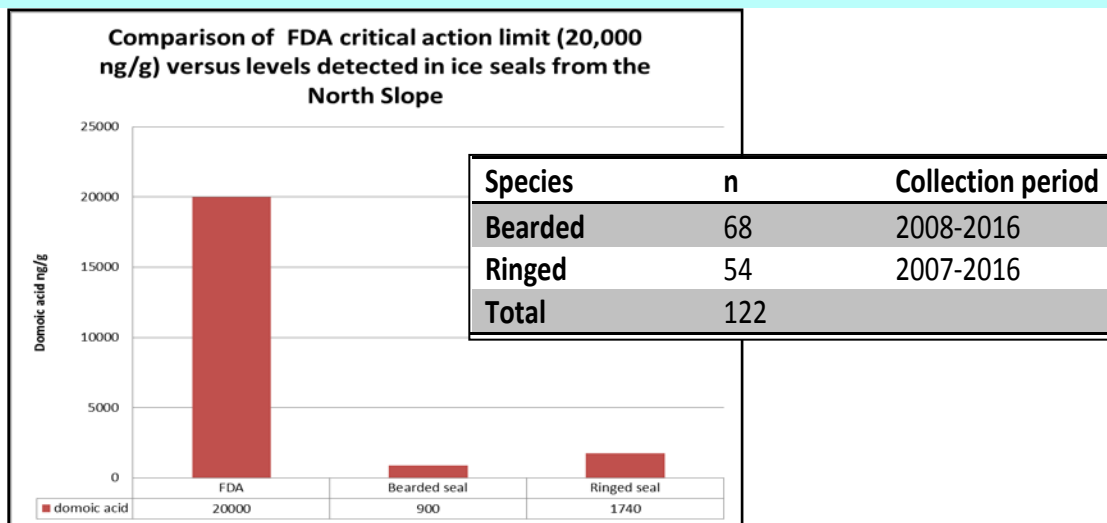 Comparison of FDA critical action limit (20,000
ng/g) versus levels detected in ice seals from the
North Slope
25000
20000
15000
10000
5000
0
Domoic acid ng/g
FDA Bearded seal Ringed seal
domoic acid 20000 900 1740
Species n Collection period
Bearded 68 2008-2016
Ringed 54 2007-2016
Total 122